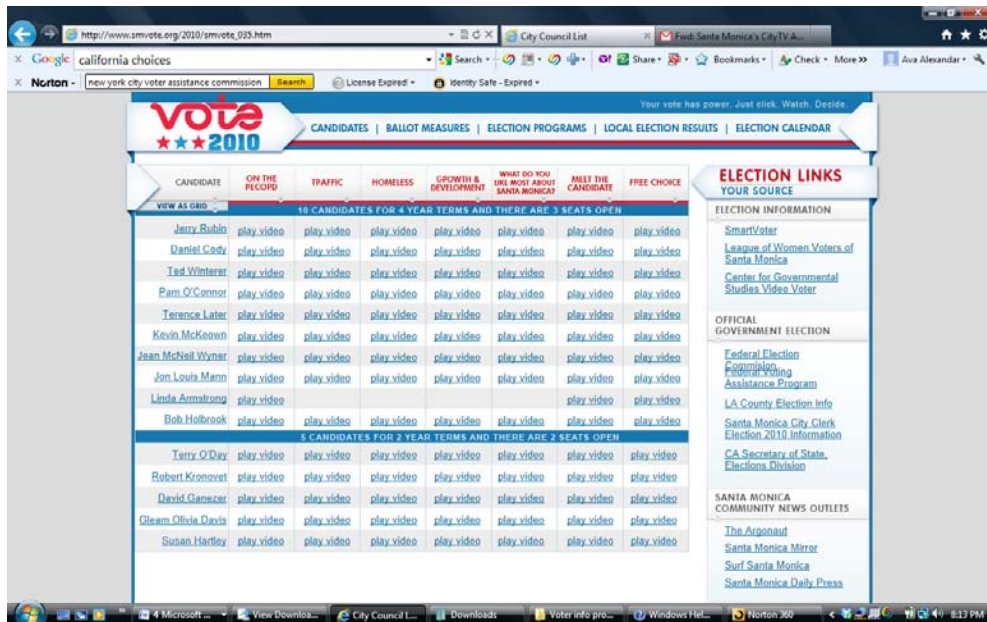 http://www.smvote.org/2010/smvote_035.htm
City Council List
Fwd: Santa Monica's CityTV A...
x Google california choices Search Share Bookmarks Check More >> Ava Alexandar
x Norton - new york city voter assistance commission Search License Expired! Identity Safe - Expired
Your vote has power. Just click. Watch. Decide.
vote
2010
CANDIDATES | BALLOT MEASURES | ELECTION PROGRAMS | LOCAL ELECTION RESULTS | ELECTION CALENDAR
CANDIDATE ON THE RECORD TRAFFIC HOMELESS GROWTH & DEVELOPMENT WHAT DO YOU LIKE MOST ABOUT SANTA MONICA? MEET THE CANDIDATE FREE CHOICE
VIEW AS GRID
10 CANDIDATES FOR 4 YEAR TERMS AND THERE ARE 3 SEATS OPEN
Jerry Rubin play video play video play video play video play video play video play video
Daniel Cody play video play video play video play video play video play video play video
Ted Winterer play video play video play video play video play video play video play video
Pam O'Connor play video play video play video play video play video play video play video
Terence Later play video play video play video play video play video play video play video
Kevin McKeown play video play video play video play video play video play video play video
Jean McNeil Wyner play video play video play video play video play video play video play video
Jon Louis Mann play video play video play video play video play video play video play video
Linda Armstrong play video play video play video
Bob Holbrook play video play video play video play video play video play video play video
5 CANDIDATES FOR 2 YEAR TERMS AND THERE ARE 2 SEATS OPEN
Terry O'Day play video play video play video play video play video play video play video
Robert Kronovet play video play video play video play video play video play video play video
David Ganezer play video play video play video play video play video play video play video
Gleam Olivia Davis play video play video play video play video play video play video play video
Susan Hartley play video play video play video play video play video play video play video
ELECTION LINKS
YOUR SOURCE
ELECTION INFORMATION
SmartVoter
League of Women Voters of
Santa Monica
Center for Governmental
Studies Video Voter
OFFICIAL
GOVERNMENT ELECTION
Federal Election
Commision
Federal Voting
Assistance Program
LA County Election Info
Santa Monica City Clerk
Election 2010 Information
CA Secretary of State,
Elections Division
SANTA MONICA
COMMUNITY NEWS OUTLETS
The Argonaut
Santa Monica Mirror
Surf Santa Monica
Santa Monica Daily Press
4 Microsoft ... View Downloa... City Council L... Downloads Voter info pro... Windows Hel... Norton 360 8:13 PM